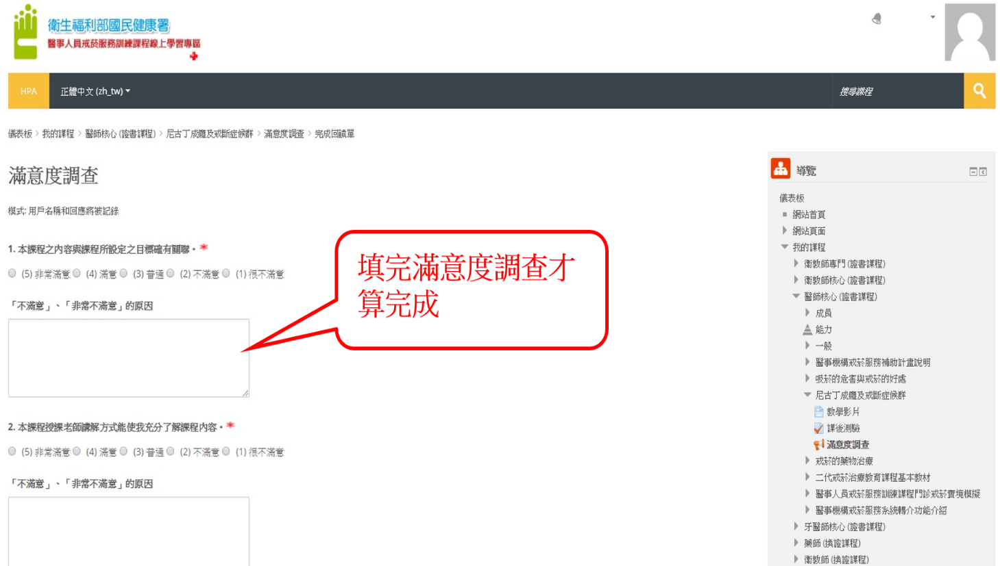 衛生福利部國民健康署
醫事人員戒菸服務訓練課程線上學習專區
HPA
正體中文 (zh_tw)
搜尋課程
儀表板 > 我的課程 > 醫師核心 (證書課程) > 尼古丁成癮及戒斷症候群 > 滿意度調查 > 完成回饋單
滿意度調查
模式: 用戶名稱和回應將被記錄
1. 本課程之內容與課程所設定之目標確有關聯。*
(5) 非常滿意 (4) 滿意 (3) 普通 (2) 不滿意 (1) 很不滿意
「不滿意」、「非常不滿意」的原因
填完滿意度調查才
算完成
2. 本課程授課老師講解方式能使我充分了解課程內容。*
(5) 非常滿意 (4) 滿意 (3) 普通 (2) 不滿意 (1) 很不滿意
「不滿意」、「非常不滿意」的原因
導覽
儀表板
網站首頁
網站頁面
我的課程
衛教師專門 (證書課程)
衛教師核心 (證書課程)
醫師核心 (證書課程)
成員
能力
一般
醫事機構戒菸服務補助計畫說明
吸菸的危害與戒菸的好處
尼古丁成癮及戒斷症候群
教學影片
課後測驗
滿意度調查
戒菸的藥物治療
二代戒菸治療教育課程基本教材
醫事人員戒菸服務訓練課程門診戒菸實境模擬
醫事機構戒菸服務系統轉介功能介紹
牙醫師核心 (證書課程)
藥師 (換證課程)
衛教師 (換證課程)